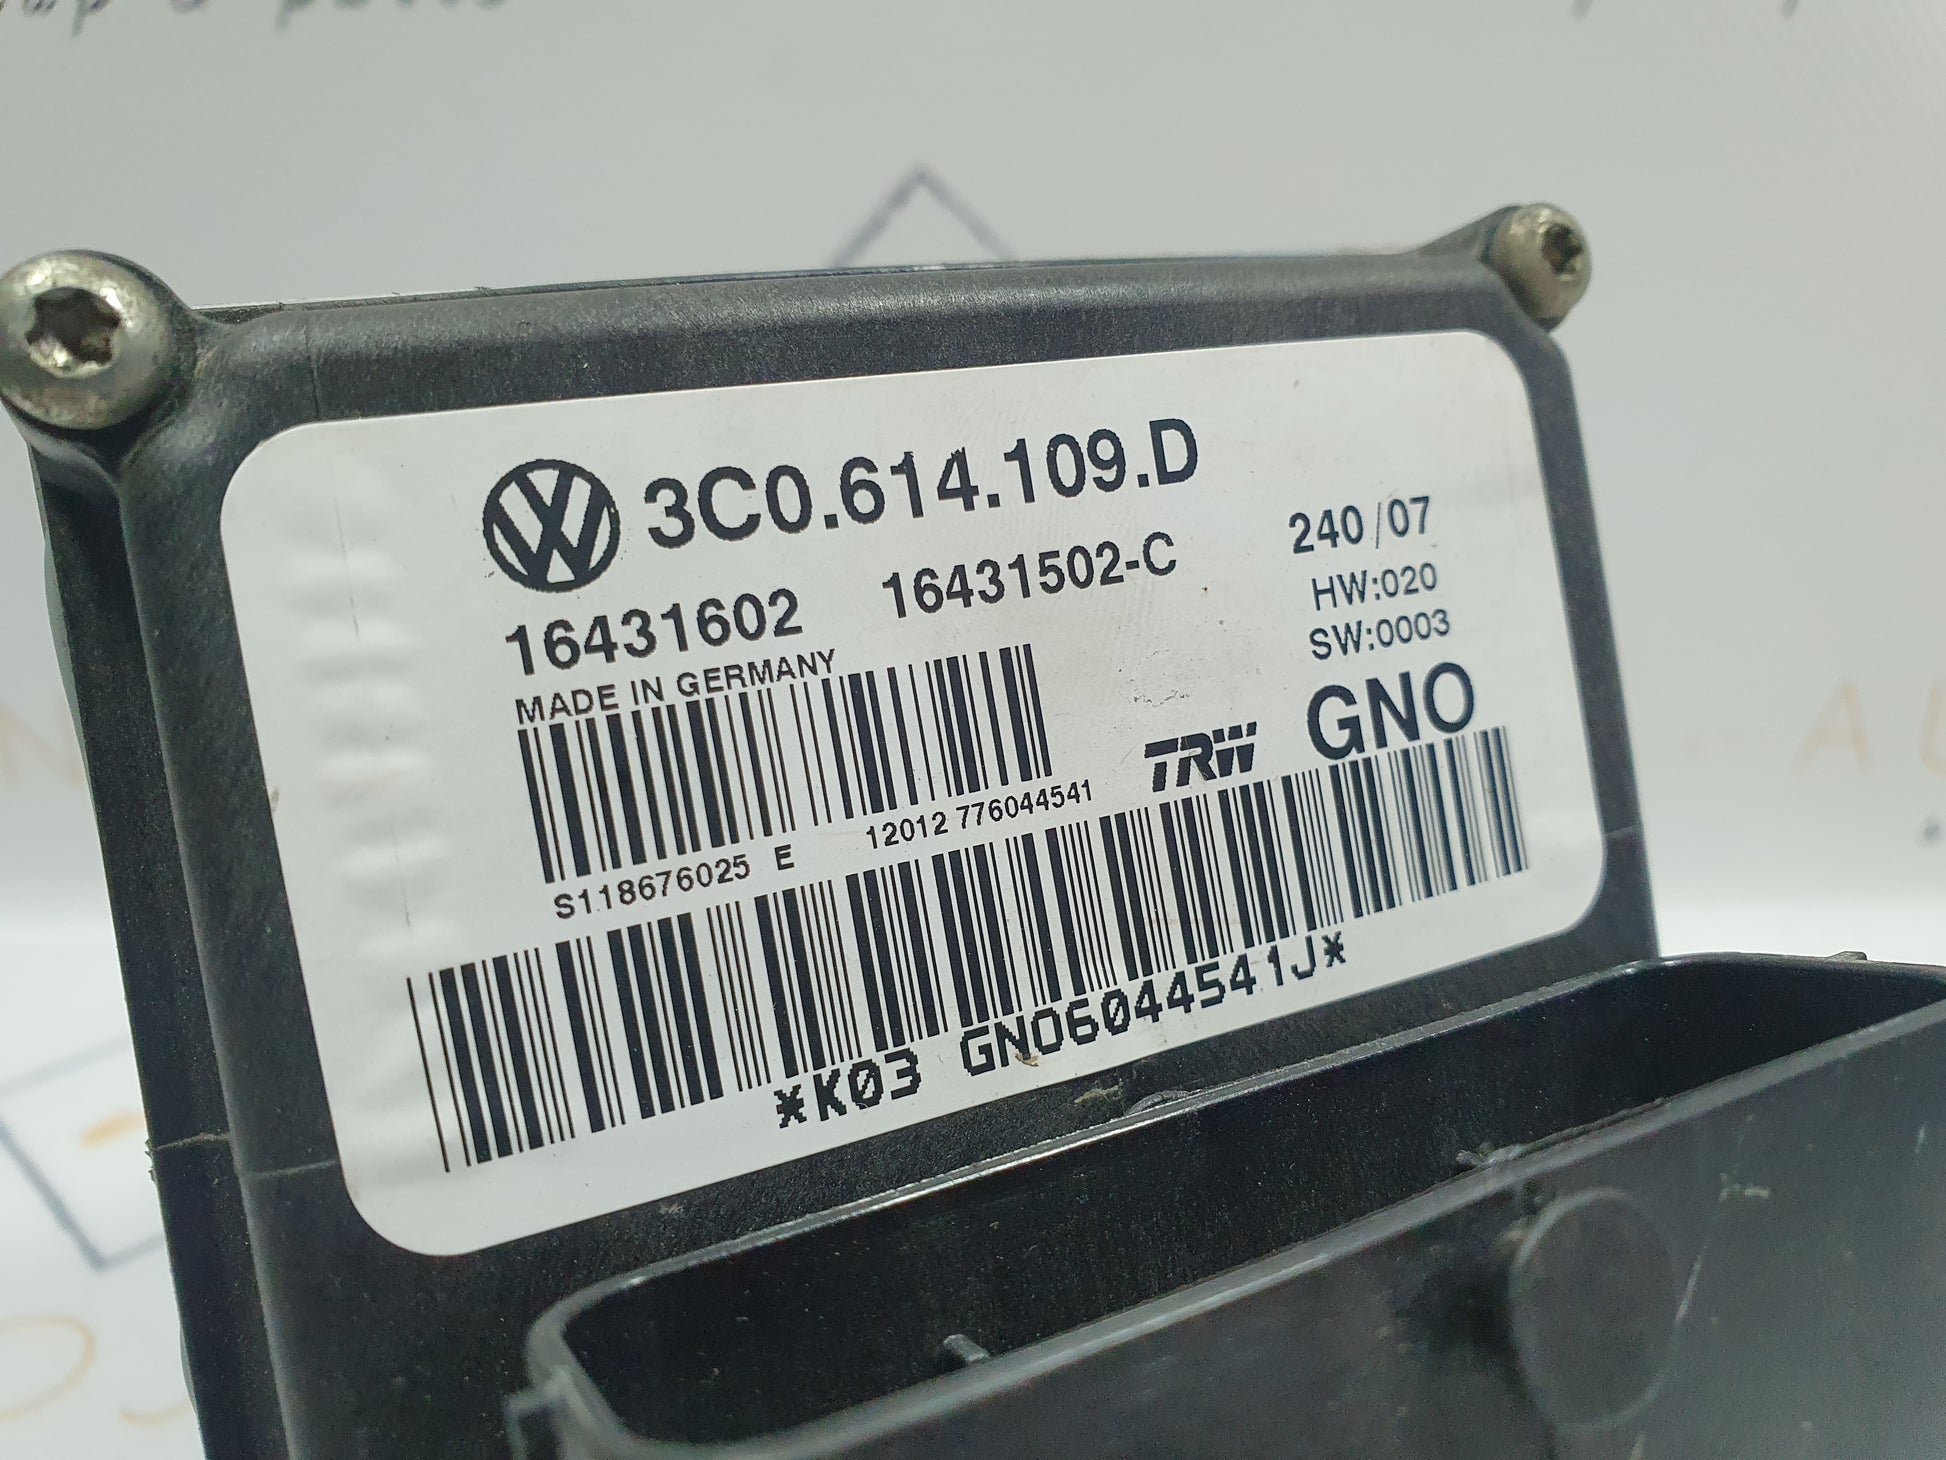 3C0.614.109.D
16431602 16431502-C
240/07
HW:020
SW:0003
MADE IN GERMANY
TRW GNO
S118676025 E 12012 776044541
*K03 GNO6044541J*